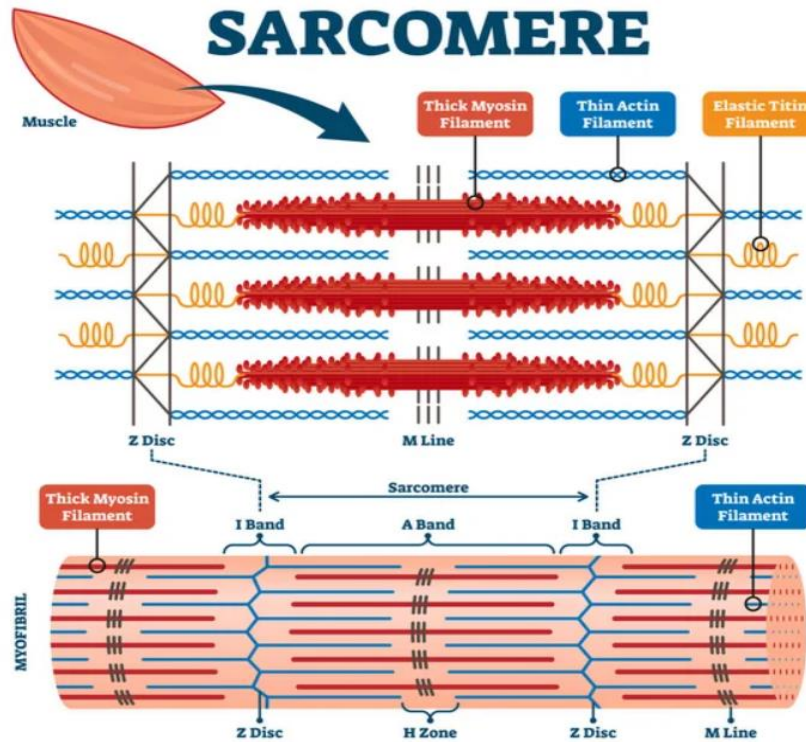 SARCOMERE
Muscle
Thick Myosin
Filament
Thin Actin
Filament
Elastic Titin
Filament
Z Disc
M Line
Z Disc
Sarcomere
Thick Myosin
Filament
Thin Actin
Filament
I Band
A Band
I Band
MYOFIBRIL
Z Disc
H Zone
Z Disc
M Line